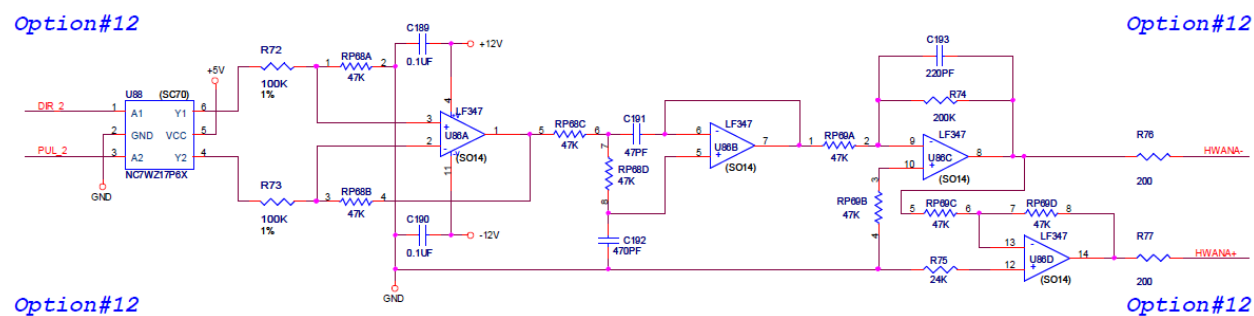 Option#12
Option#12
C189
0.1UF
+12V
R72
100K
1%
RP68A
1
2
47K
+5V
U88
(SC70)
DIR_2
1
A1
Y1
6
2
GND
VCC
5
PUL_2
3
A2
Y2
4
NC7WZ17P6X
GND
R73
100K
1%
RP68B
3
4
47K
4
V+
LF347
3
+
U86A
1
2
-
V-
(SO14)
11
C190
0.1UF
-12V
GND
5
RP68C
6
47K
C191
47PF
7
RP68D
47K
8
C192
470PF
LF347
6
-
U86B
7
5
+
(SO14)
1
RP69A
2
47K
C193
220PF
R74
200K
LF347
9
-
U86C
8
10
+
(SO14)
3
RP69B
47K
4
R76
200
HWANA-
5
RP69C
6
47K
7
RP69D
8
47K
LF347
13
-
U86D
14
12
+
(SO14)
R75
24K
R77
200
HWANA+
Option#12
Option#12